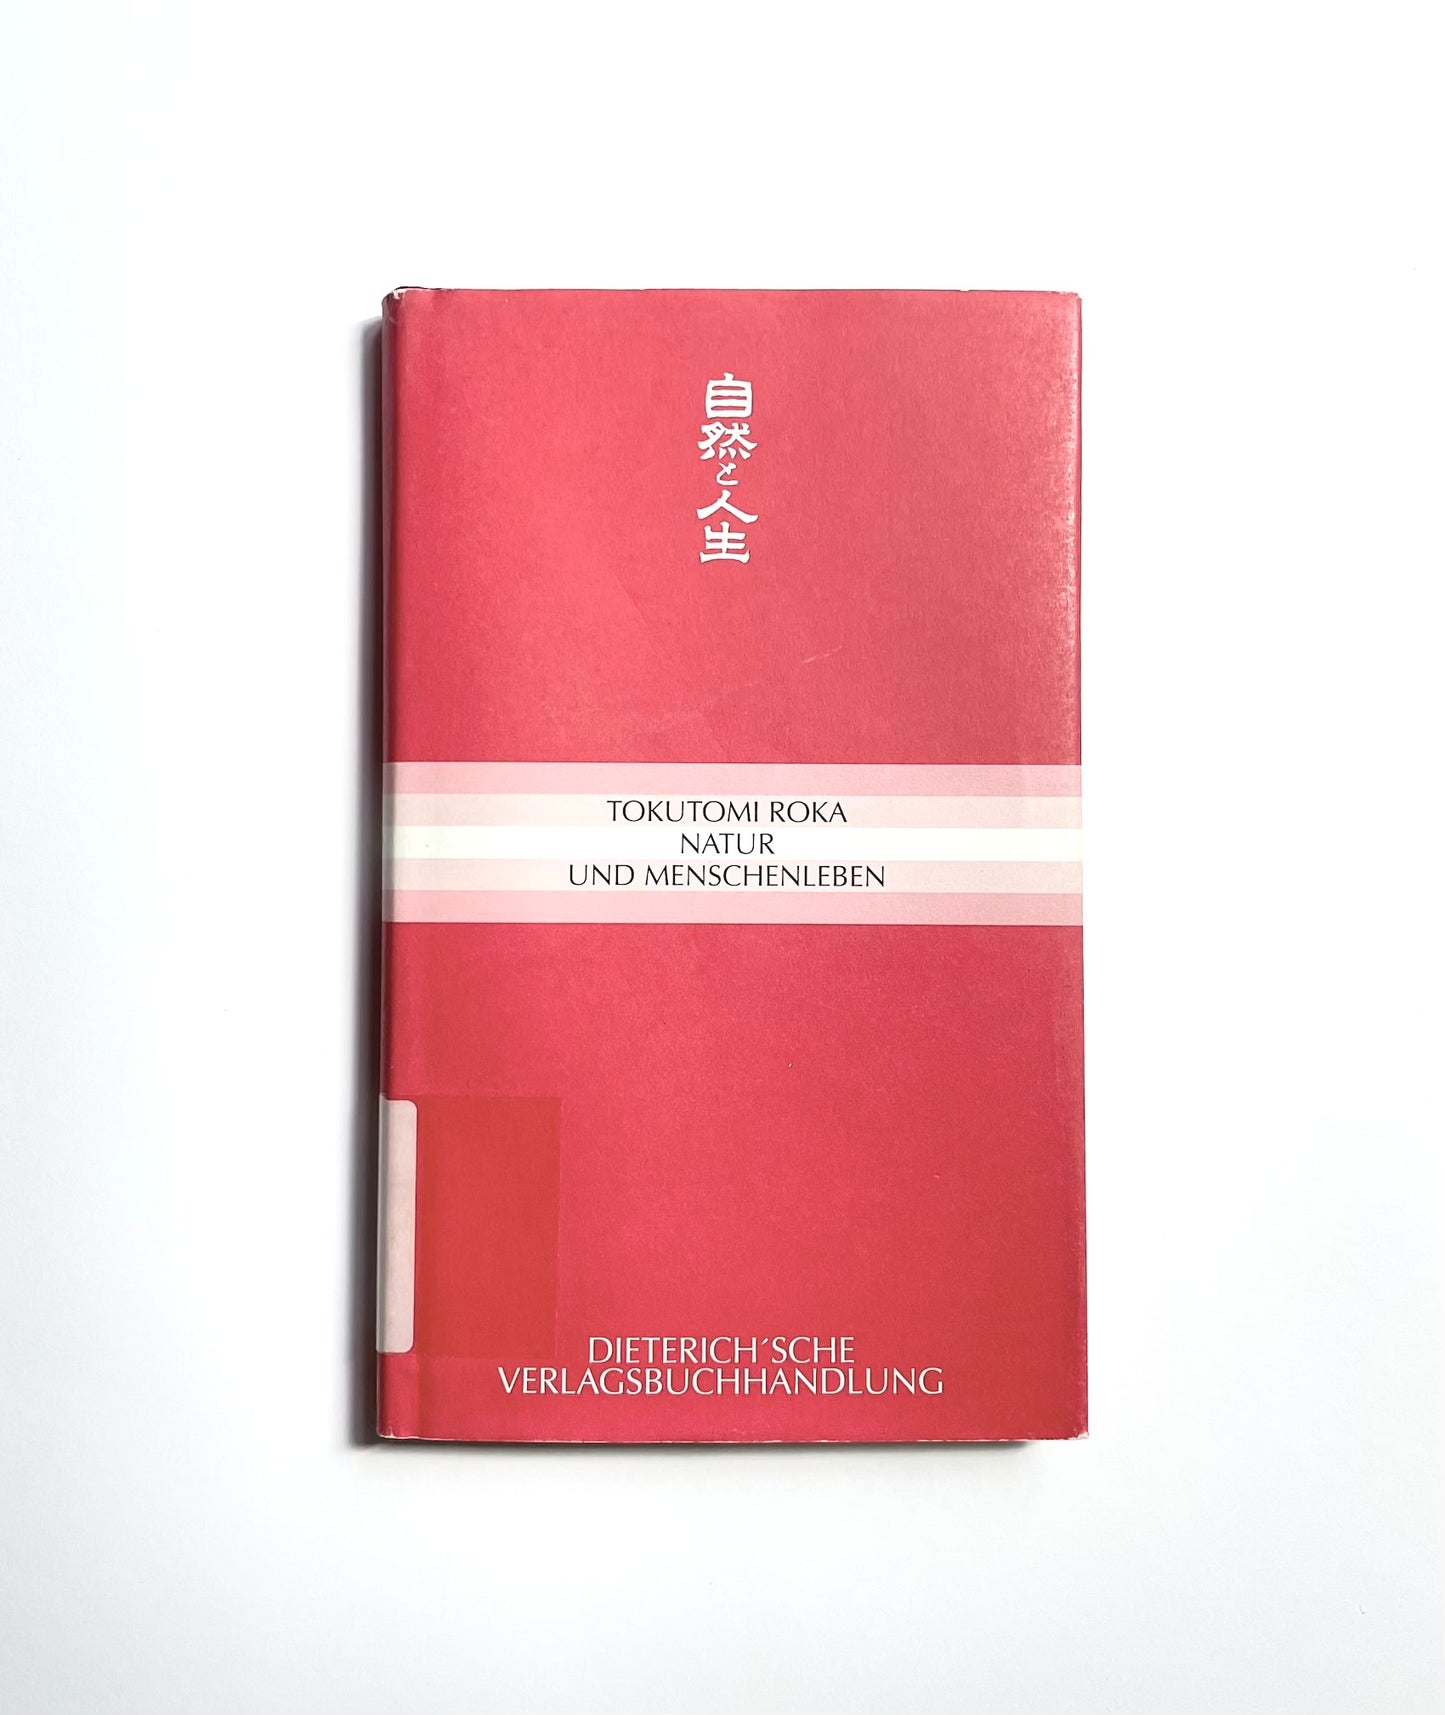 自然と人生
TOKUTOMI ROKA
NATUR
UND MENSCHENLEBEN
DIETERICH´SCHE
VERLAGSBUCHHANDLUNG